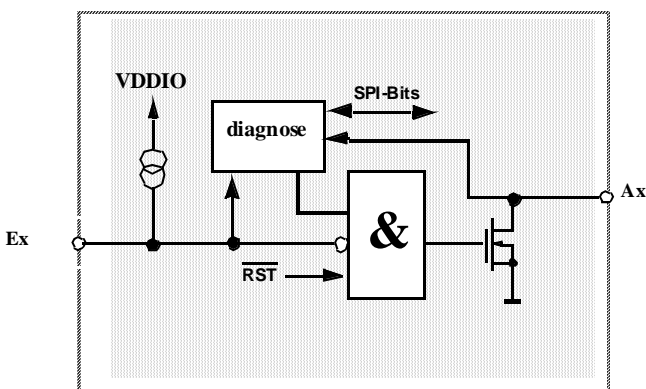 VDDIO
SPI-Bits
diagnose
Ax
&
Ex
RST